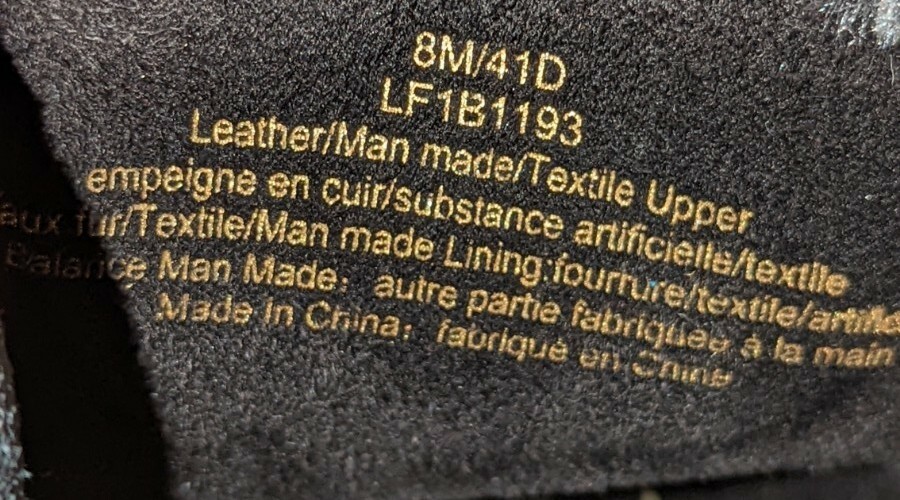 8M/41D
LF1B1193
Leather/Man made/Textile Upper
empeigne en cuir/substance artificielle/textile
aux fur/Textile/Man made Lining:fourrure/textile/artific
Balance Man Made: autre partie fabriquée à la main
Made In China: fabriqué en Chine